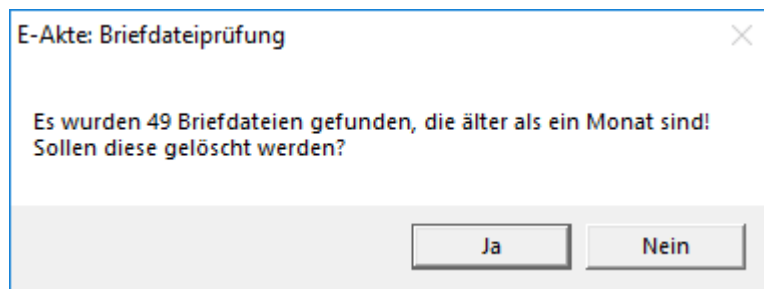 E-Akte: Briefdateiprüfung
Es wurden 49 Briefdateien gefunden, die älter als ein Monat sind!
Sollen diese gelöscht werden?
Ja
Nein